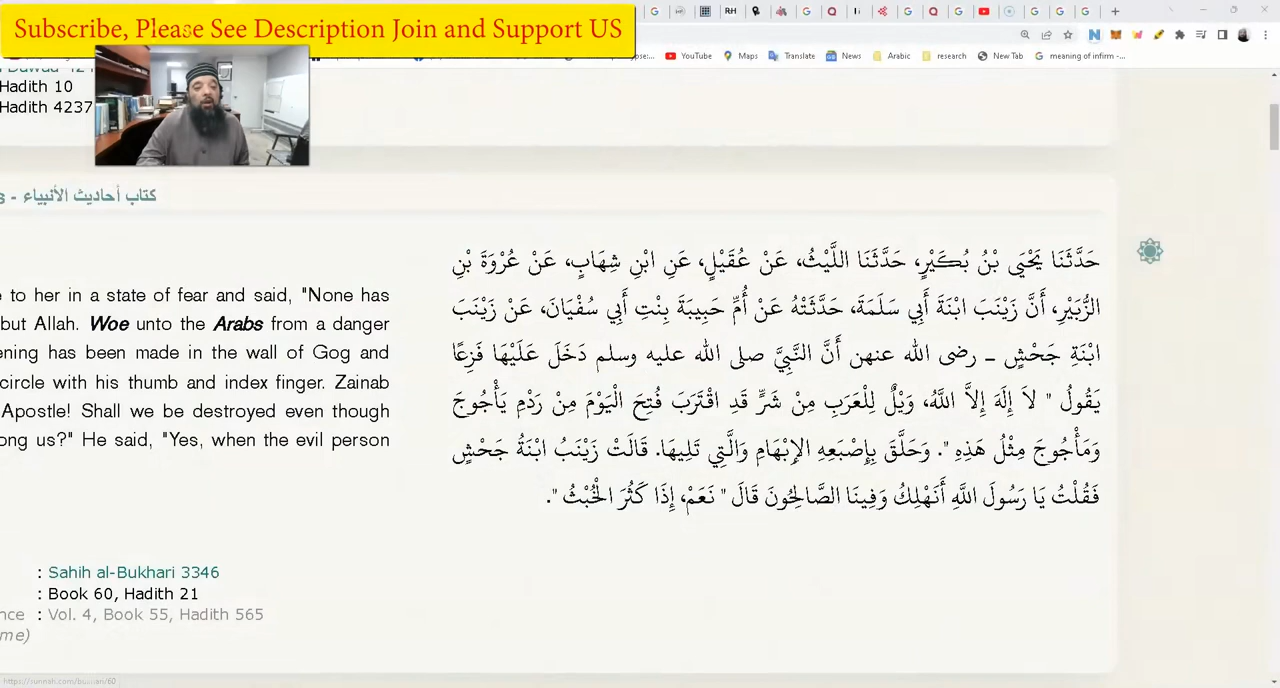 Subscribe, Please See Description Join and Support US
RH
YouTube
Maps
Translate
News
Arabic
research
New Tab
meaning of infirm -...
Hadith 10
Hadith 4237
كتاب أحاديث الأنبياء -
e to her in a state of fear and said, "None has
but Allah. Woe unto the Arabs from a danger
ening has been made in the wall of Gog and
circle with his thumb and index finger. Zainab
Apostle! Shall we be destroyed even though
ong us?" He said, "Yes, when the evil person
حَدَّثَنَا يَحْيَى بْنُ بُكَيْرٍ، حَدَّثَنَا اللَّيْثُ، عَنْ عُقَيْلٍ، عَنِ ابْنِ شِهَابٍ، عَنْ عُرْوَةَ بْنِ
الزُّبَيْرِ، أَنَّ زَيْنَبَ ابْنَةَ أَبِي سَلَمَةَ، حَدَّثَتْهُ عَنْ أُمِّ حَبِيبَةَ بِنْتِ أَبِي سُفْيَانَ، عَنْ زَيْنَبَ
ابْنَةِ جَحْشٍ ـ رضى الله عنهن أَنَّ النَّبِيَّ صلى الله عليه وسلم دَخَلَ عَلَيْهَا فَزِعًا
يَقُولُ " لاَ إِلَهَ إِلاَّ اللَّهُ، وَيْلٌ لِلْعَرَبِ مِنْ شَرٍّ قَدِ اقْتَرَبَ فُتِحَ الْيَوْمَ مِنْ رَدْمِ يَأْجُوجَ
وَمَأْجُوجَ مِثْلُ هَذِهِ ". وَحَلَّقَ بِإِصْبَعِهِ الإِبْهَامِ وَالَّتِي تَلِيهَا. قَالَتْ زَيْنَبُ ابْنَةُ جَحْشٍ
فَقُلْتُ يَا رَسُولَ اللَّهِ أَنَهْلِكُ وَفِينَا الصَّالِحُونَ قَالَ " نَعَمْ، إِذَا كَثُرَ الْخُبْثُ ".
: Sahih al-Bukhari 3346
: Book 60, Hadith 21
nce : Vol. 4, Book 55, Hadith 565
me)